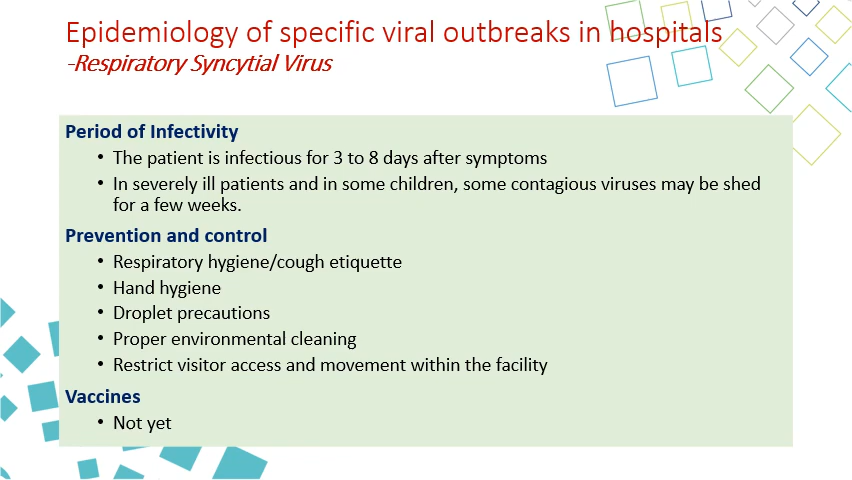 Epidemiology of specific viral outbreaks in hospitals
-Respiratory Syncytial Virus
Period of Infectivity
• The patient is infectious for 3 to 8 days after symptoms
• In severely ill patients and in some children, some contagious viruses may be shed
for a few weeks.
Prevention and control
• Respiratory hygiene/cough etiquette
• Hand hygiene
• Droplet precautions
• Proper environmental cleaning
• Restrict visitor access and movement within the facility
Vaccines
• Not yet